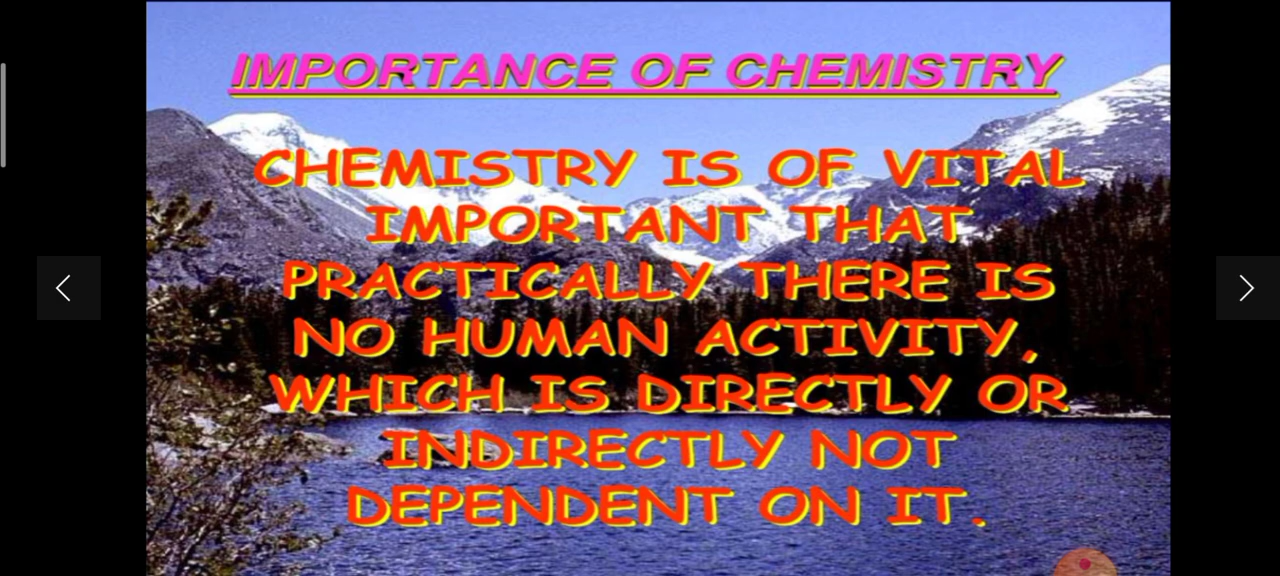 IMPORTANCE OF CHEMISTRY
CHEMISTRY IS OF VITAL
IMPORTANT THAT
PRACTICALLY THERE IS
NO HUMAN ACTIVITY,
WHICH IS DIRECTLY OR
INDIRECTLY NOT
DEPENDENT ON IT.